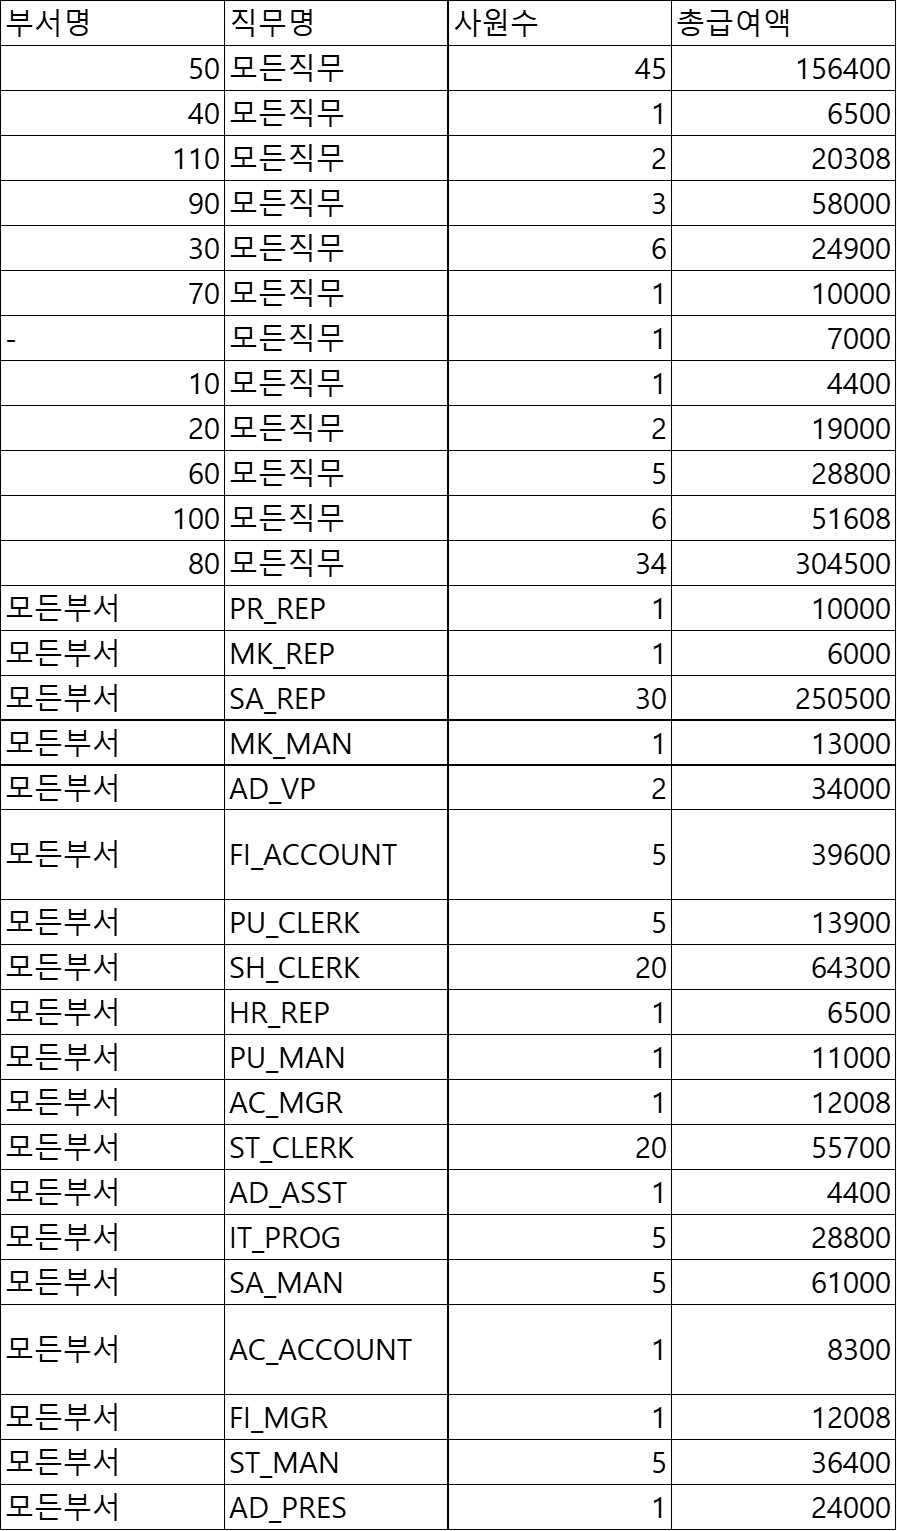 부서명 직무명 사원수 총급여액
50 모든직무 45 156400
40 모든직무 1 6500
110 모든직무 2 20308
90 모든직무 3 58000
30 모든직무 6 24900
70 모든직무 1 10000
- 모든직무 1 7000
10 모든직무 1 4400
20 모든직무 2 19000
60 모든직무 5 28800
100 모든직무 6 51608
80 모든직무 34 304500
모든부서 PR_REP 1 10000
모든부서 MK_REP 1 6000
모든부서 SA_REP 30 250500
모든부서 MK_MAN 1 13000
모든부서 AD_VP 2 34000
모든부서 FI_ACCOUNT 5 39600
모든부서 PU_CLERK 5 13900
모든부서 SH_CLERK 20 64300
모든부서 HR_REP 1 6500
모든부서 PU_MAN 1 11000
모든부서 AC_MGR 1 12008
모든부서 ST_CLERK 20 55700
모든부서 AD_ASST 1 4400
모든부서 IT_PROG 5 28800
모든부서 SA_MAN 5 61000
모든부서 AC_ACCOUNT 1 8300
모든부서 FI_MGR 1 12008
모든부서 ST_MAN 5 36400
모든부서 AD_PRES 1 24000